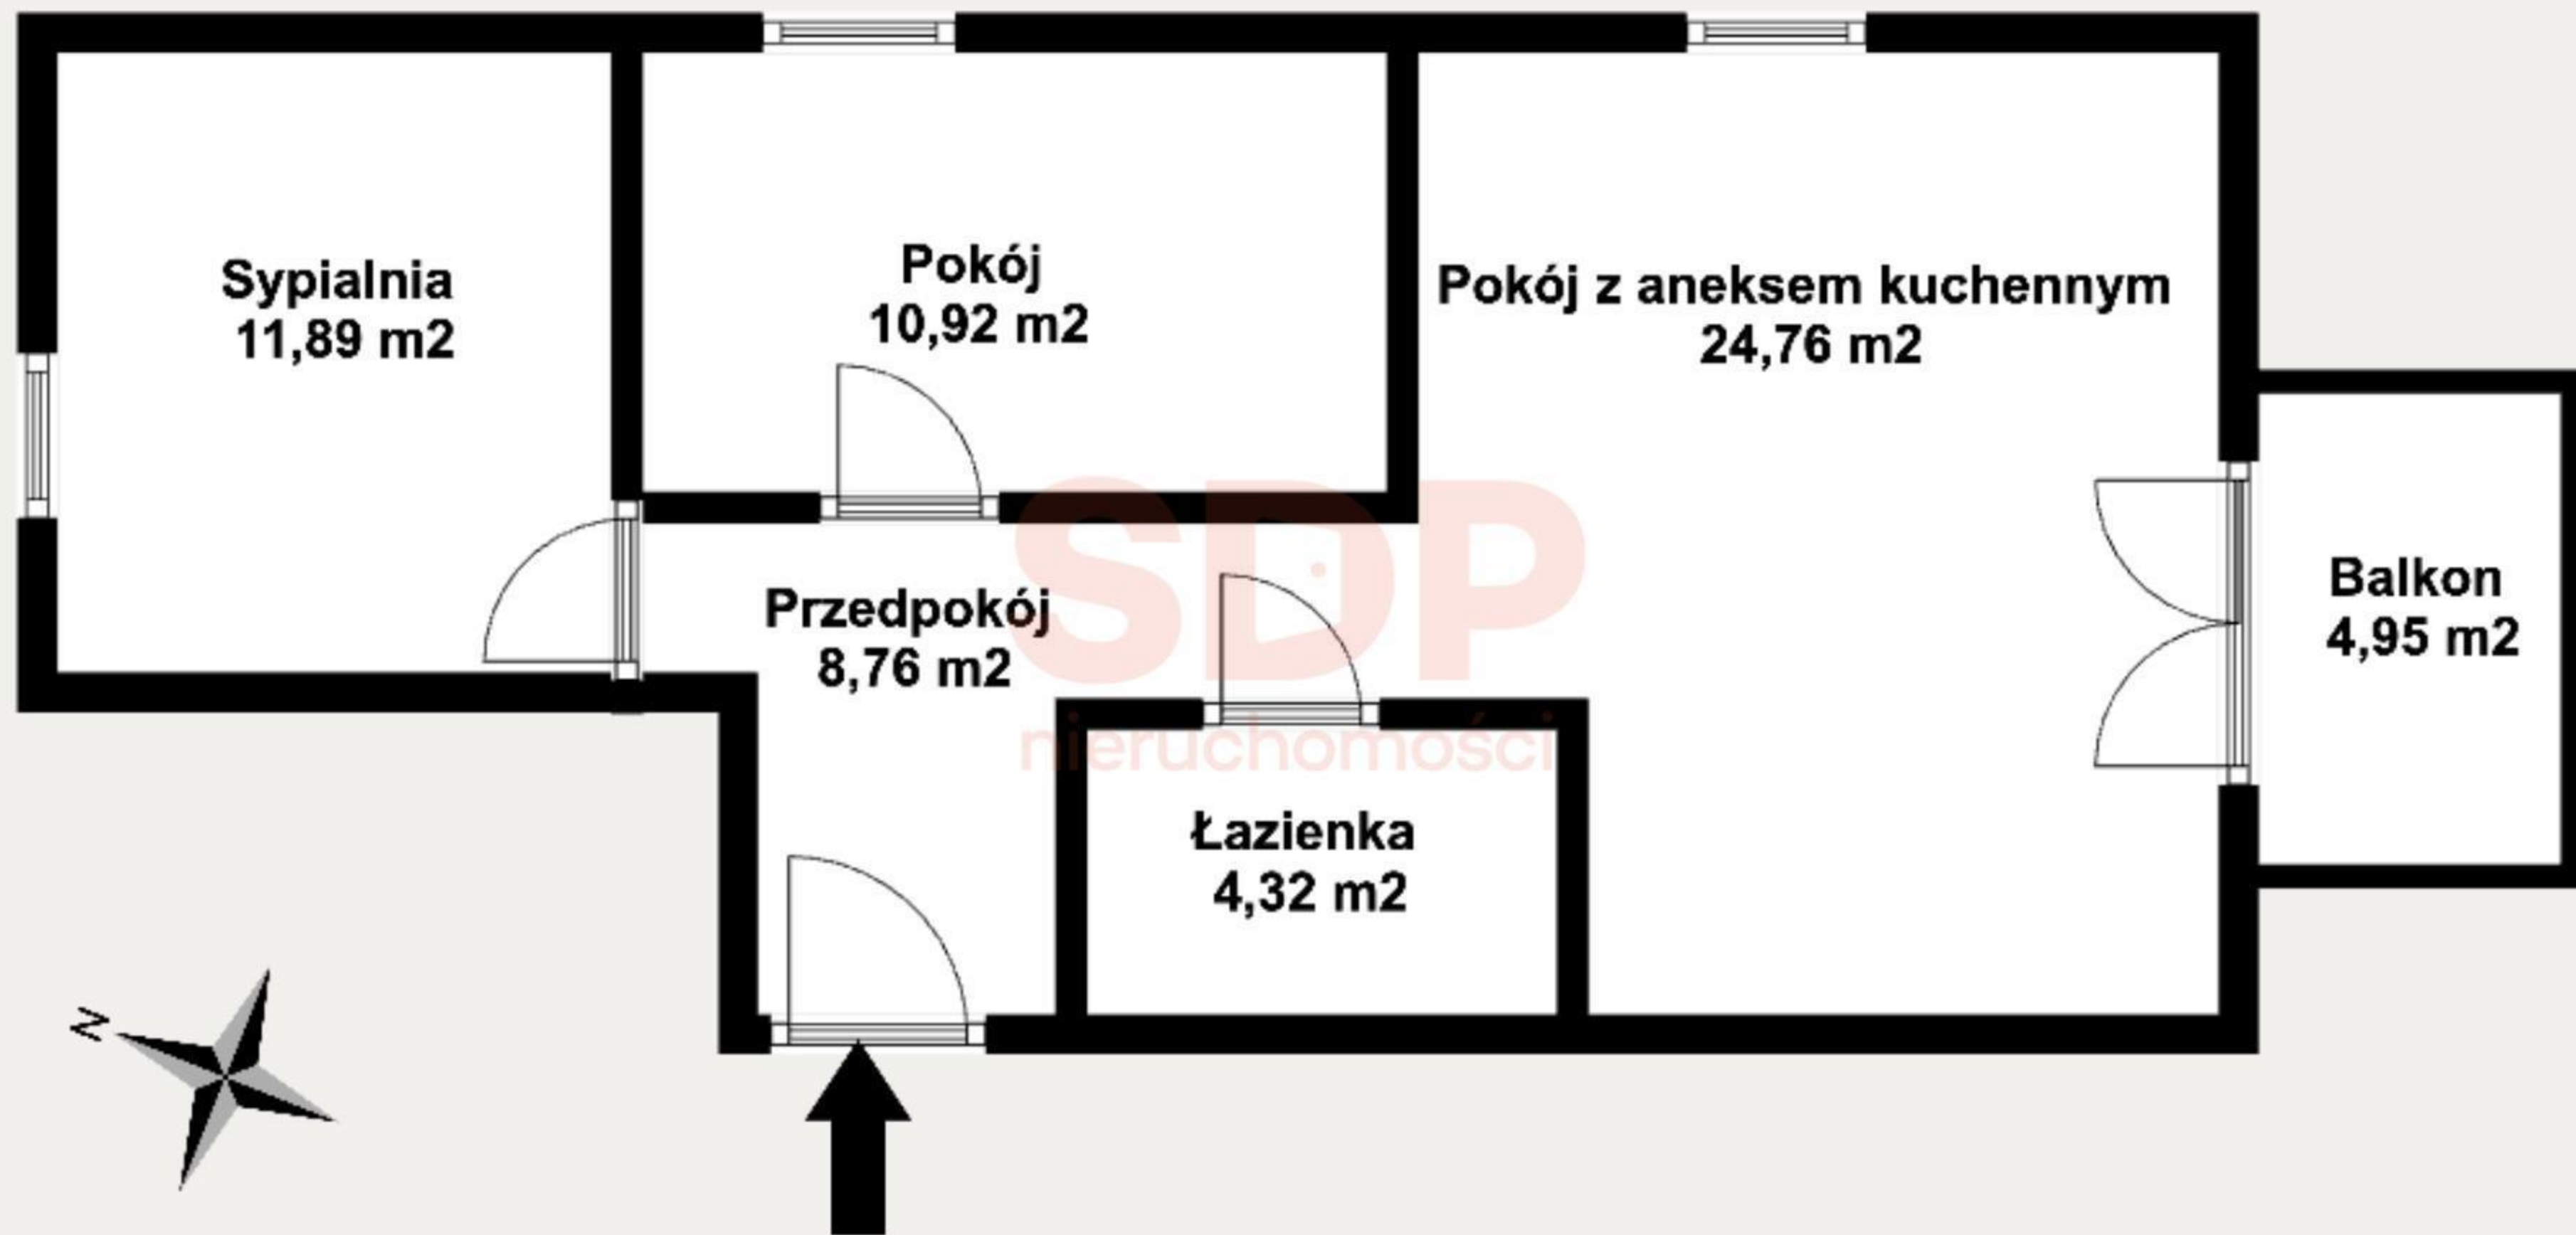 Sypialnia
11,89 m2
Pokój
10,92 m2
Pokój z aneksem kuchennym
24,76 m2
Przedpokój
8,76 m2
SDP
nieruchomości
Łazienka
4,32 m2
Balkon
4,95 m2
N